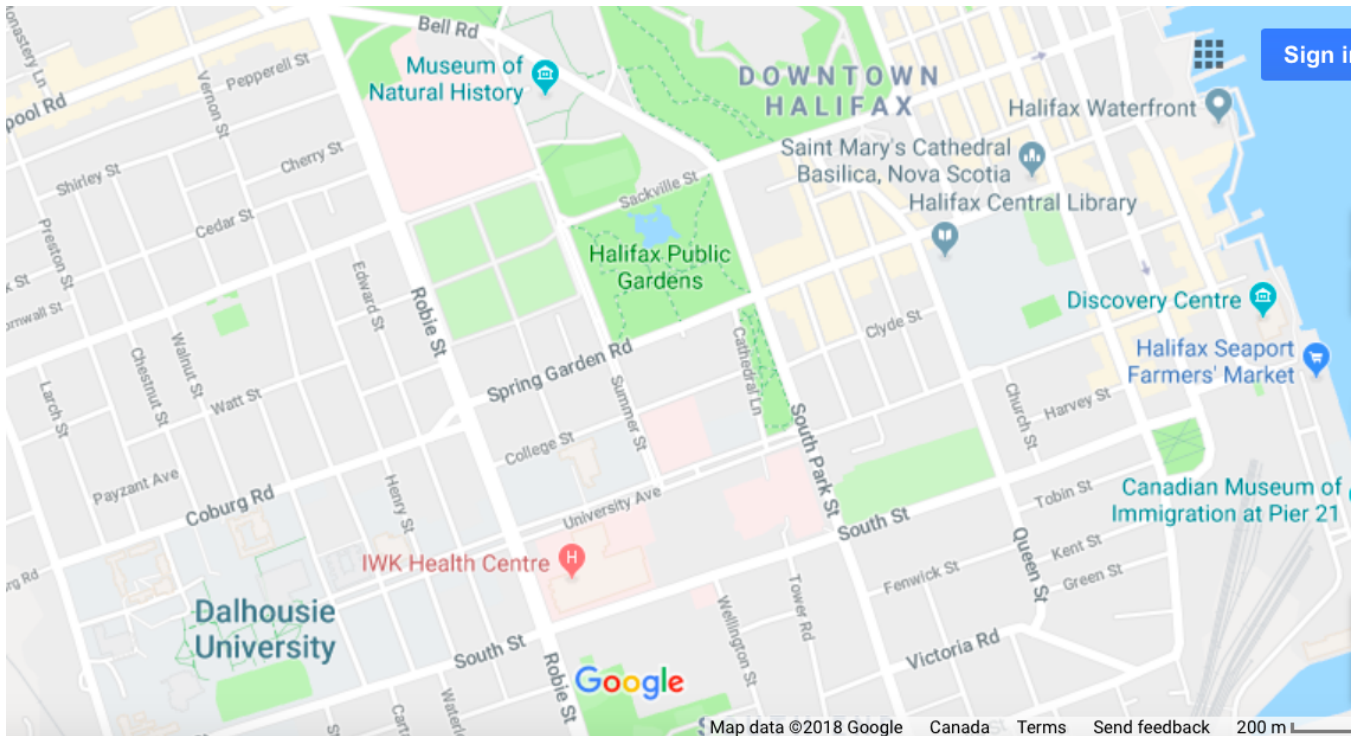 Bell Rd
Sign in
Museum of
Natural History
DOWNTOWN
HALIFAX
Pepperell St
Vernon St
Halifax Waterfront
pool Rd
Saint Mary's Cathedral
Basilica, Nova Scotia
Cherry St
Shirley St
Sackville St
Halifax Central Library
Cedar St
Preston St
Halifax Public
Gardens
Edward St
Robie St
Discovery Centre
Clyde St
Cathedral Ln
Halifax Seaport
Farmers' Market
Spring Garden Rd
Walnut St
Chestnut St
Larch St
Watt St
Summer St
Church St
Harvey St
College St
South Park St
Payzant Ave
Coburg Rd
Henry St
University Ave
Tobin St
Canadian Museum of
Immigration at Pier 21
South St
IWK Health Centre
Queen St
Kent St
Fenwick St
Green St
Dalhousie
University
Wellington St
Tower Rd
Victoria Rd
South St
Robie St
Google
Map data ©2018 Google Canada Terms Send feedback 200 m